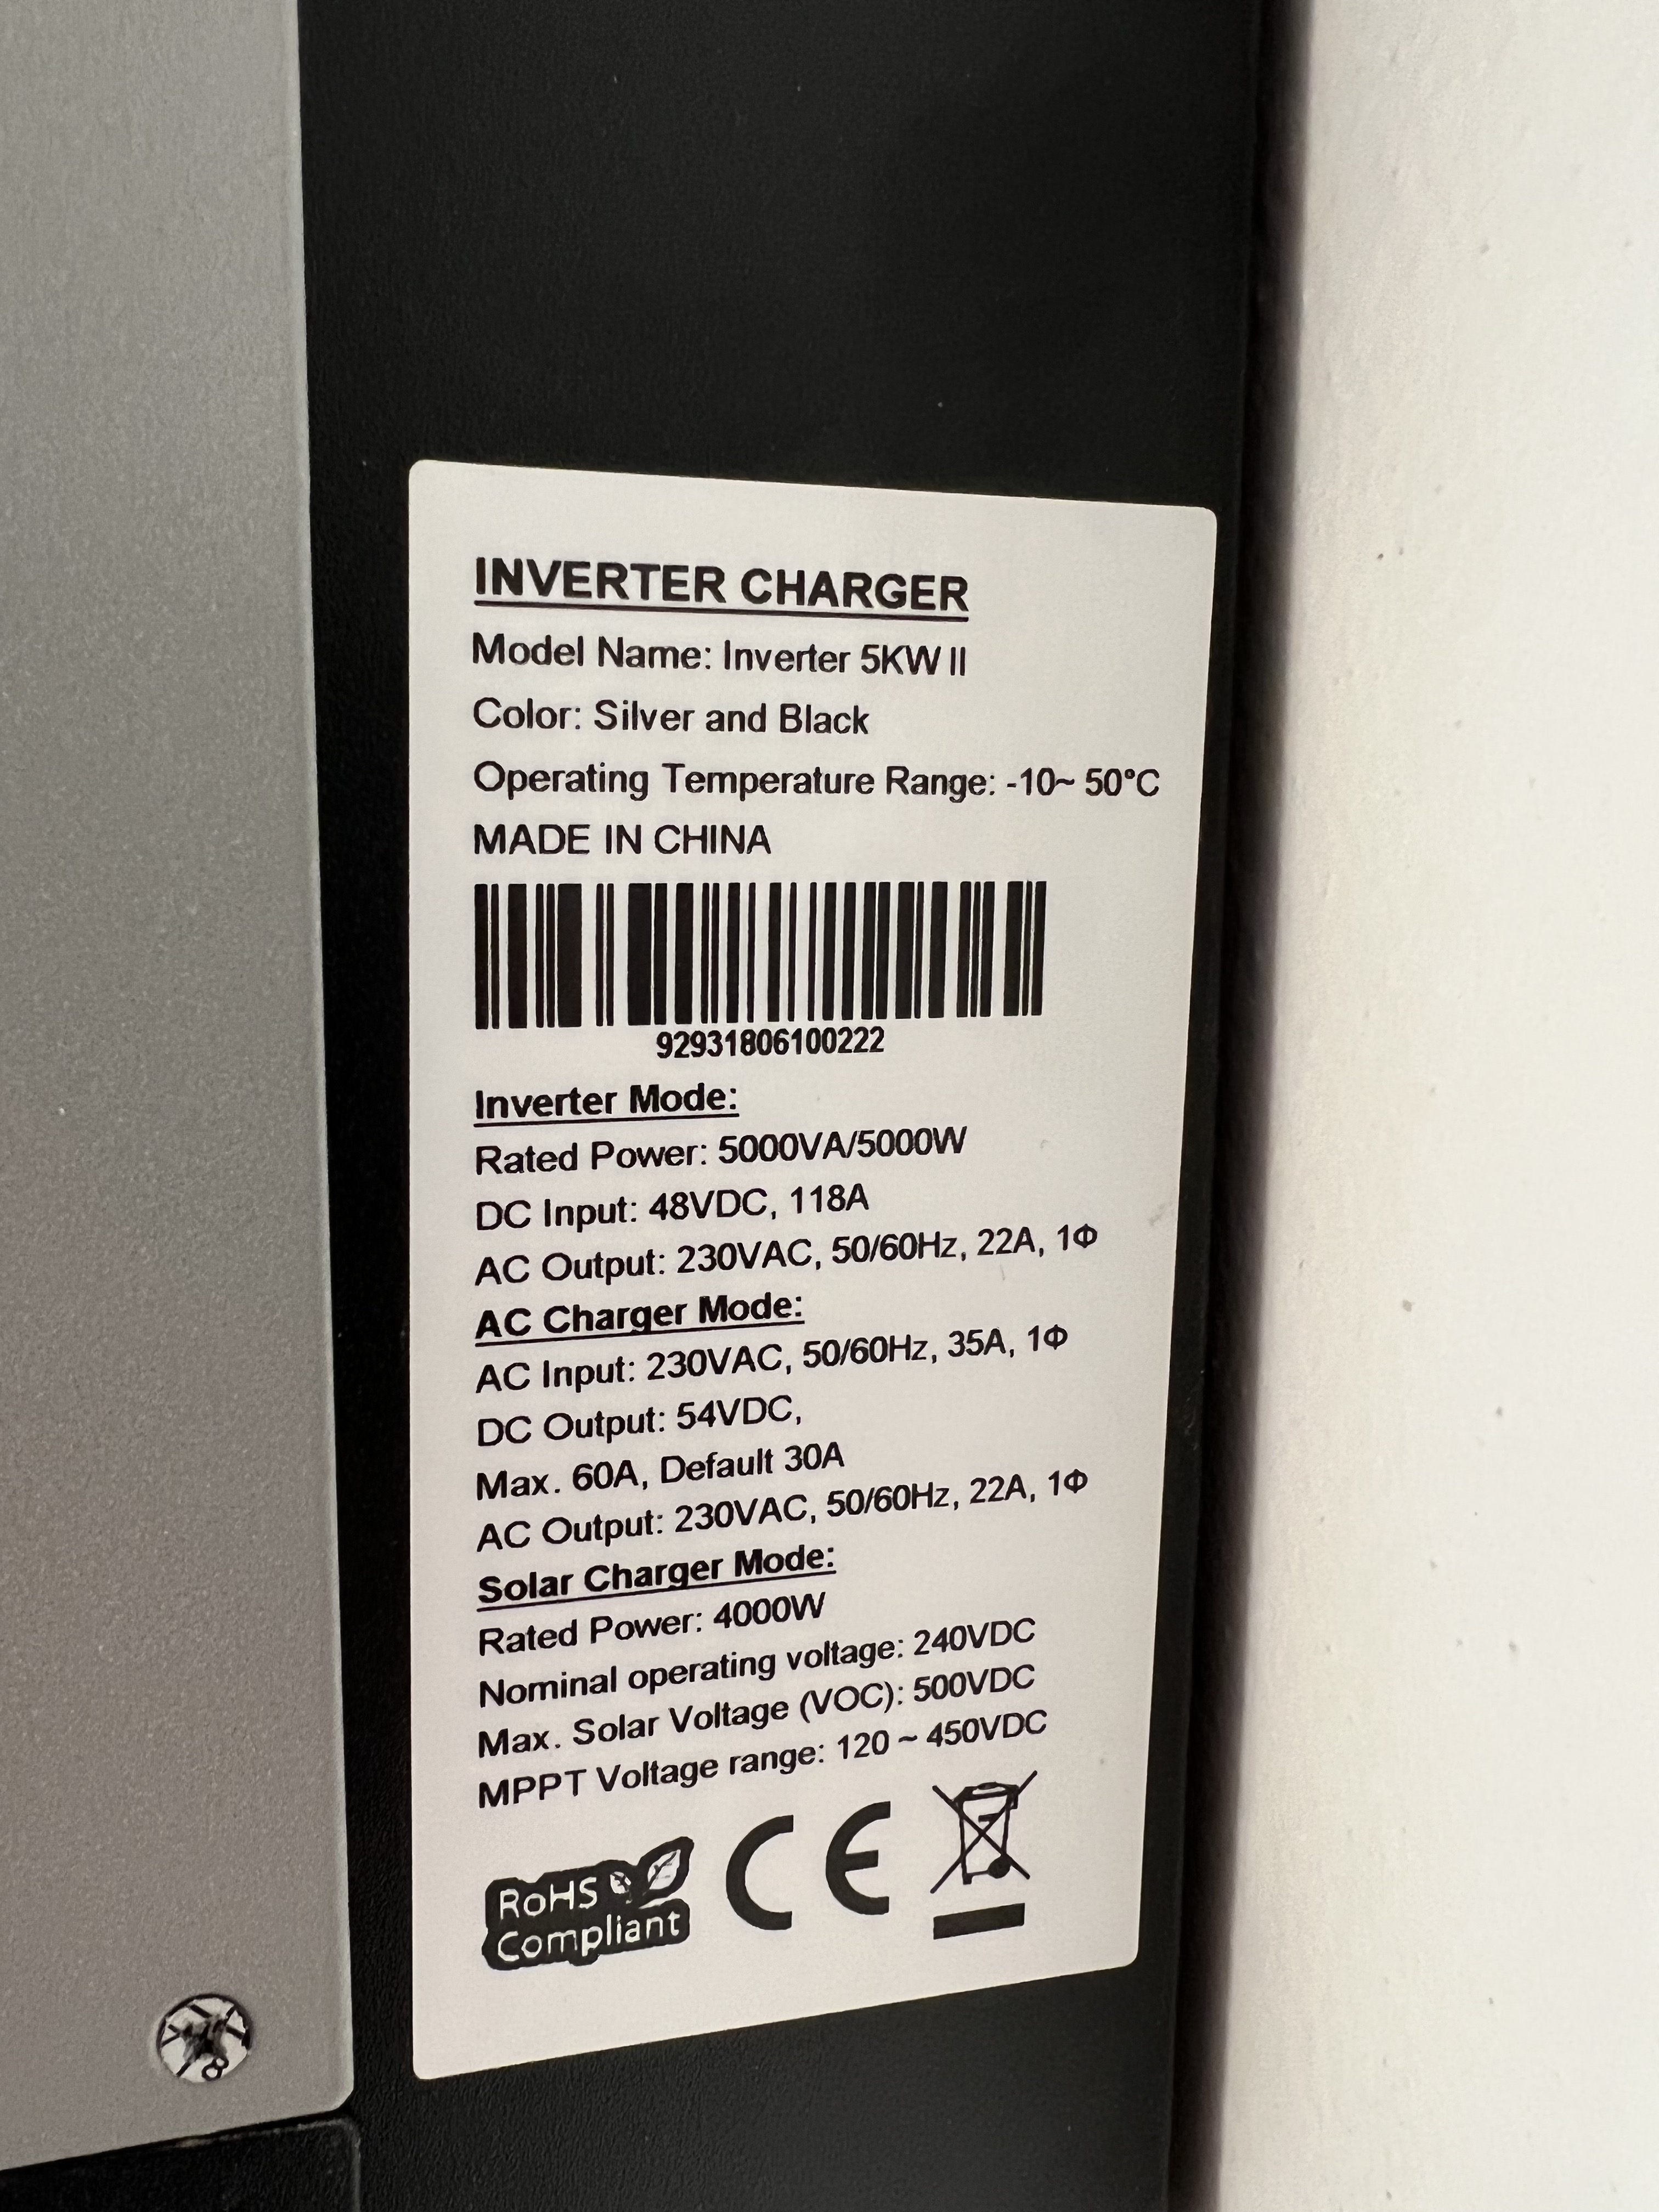 INVERTER CHARGER
Model Name: Inverter 5KW II
Color: Silver and Black
Operating Temperature Range: -10~ 50°C
MADE IN CHINA
92931806100222
Inverter Mode:
Rated Power: 5000VA/5000W
DC Input: 48VDC, 118A
AC Output: 230VAC, 50/60Hz, 22A, 1Φ
AC Charger Mode:
AC Input: 230VAC, 50/60Hz, 35A, 1Φ
DC Output: 54VDC,
Max. 60A, Default 30A
AC Output: 230VAC, 50/60Hz, 22A, 1Φ
Solar Charger Mode:
Rated Power: 4000W
Nominal operating voltage: 240VDC
Max. Solar Voltage (VOC): 500VDC
MPPT Voltage range: 120 ~ 450VDC
RoHS
Compliant
CE